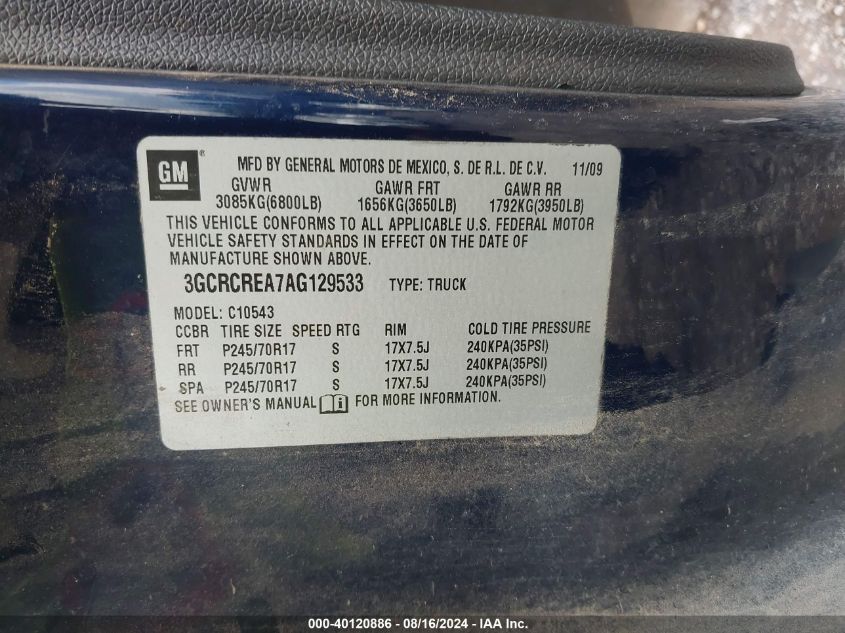 GM ® MFD BY GENERAL MOTORS DE MEXICO, S. DE R.L. DE C.V. 11/09
GVWR GAWR FRT GAWR RR
3085KG(6800LB) 1656KG(3650LB) 1792KG(3950LB)
THIS VEHICLE CONFORMS TO ALL APPLICABLE U.S. FEDERAL MOTOR
VEHICLE SAFETY STANDARDS IN EFFECT ON THE DATE OF
MANUFACTURE SHOWN ABOVE.
3GCRCREA7AG129533 TYPE: TRUCK
MODEL: C10543
CCBR TIRE SIZE SPEED RTG RIM COLD TIRE PRESSURE
FRT P245/70R17 S 17X7.5J 240KPA(35PSI)
RR P245/70R17 S 17X7.5J 240KPA(35PSI)
SPA P245/70R17 S 17X7.5J 240KPA(35PSI)
SEE OWNER'S MANUAL i FOR MORE INFORMATION.
000-40120886 - 08/16/2024 - IAA Inc.